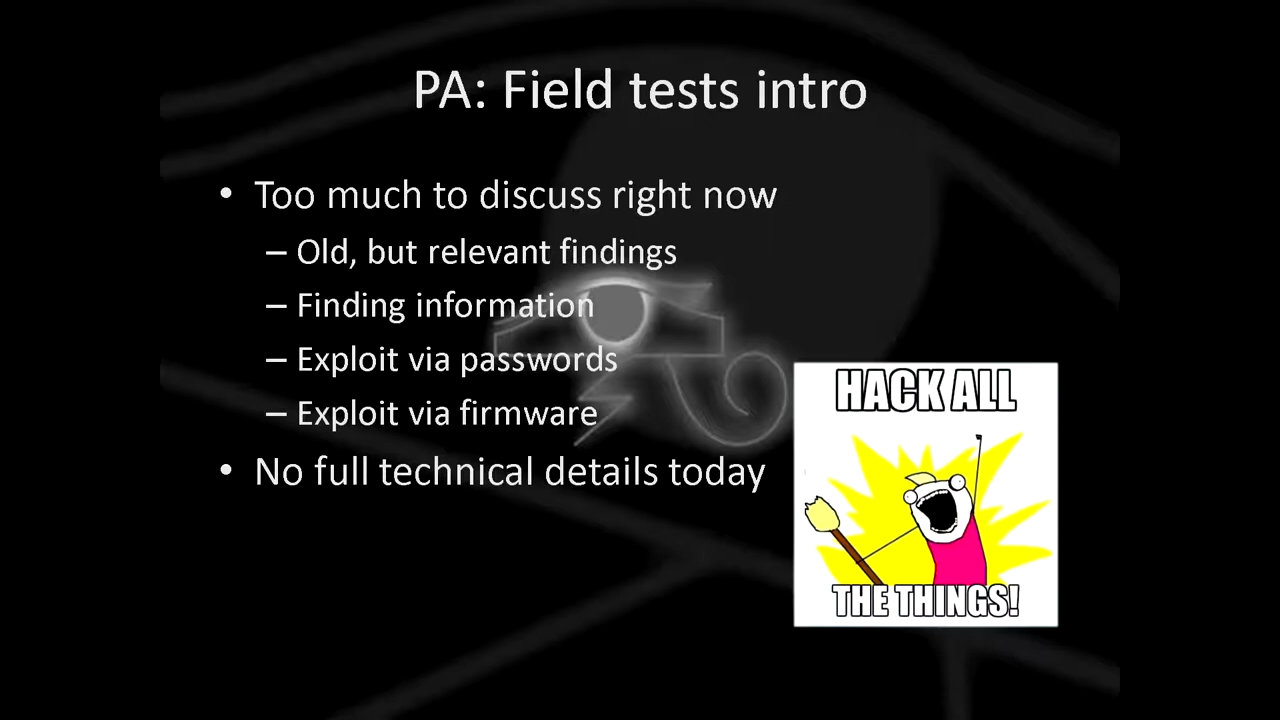 PA: Field tests intro
• Too much to discuss right now
– Old, but relevant findings
– Finding information
– Exploit via passwords
– Exploit via firmware
• No full technical details today
HACK ALL
THE THINGS!